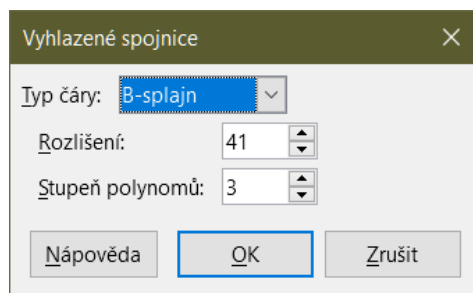 Vyhlazené spojnice
Typ čáry: B-splajn
Rozlišení: 41
Stupeň polynomů: 3
Nápověda OK Zrušit